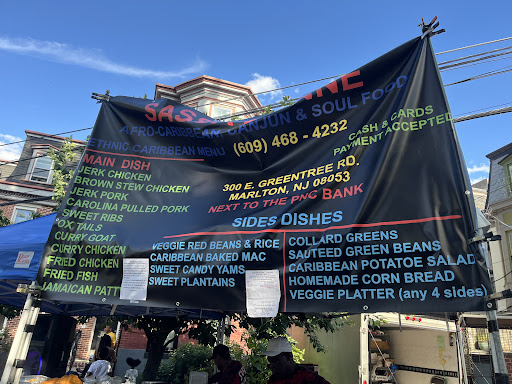 AFRO-CARIBBEAN, CANJUN & SOUL FOOD
ETHNIC CARIBBEAN MENU
(609) 468 - 4232
CASH & CARDS
PAYMENT ACCEPTED
300 E. GREENTREE RD.
MARLTON, NJ 08053
NEXT TO THE PNC BANK
MAIN DISH
JERK CHICKEN
BROWN STEW CHICKEN
JERK PORK
CAROLINA PULLED PORK
SWEET RIBS
OX TAILS
CURRY GOAT
CURRY CHICKEN
FRIED CHICKEN
FRIED FISH
JAMAICAN PATT
SIDES DISHES
VEGGIE RED BEANS & RICE
CARIBBEAN BAKED MAC
SWEET CANDY YAMS
SWEET PLANTAINS
COLLARD GREENS
SAUTEED GREEN BEANS
CARIBBEAN POTATOE SALAD
HOMEMADE CORN BREAD
VEGGIE PLATTER (any 4 sides)